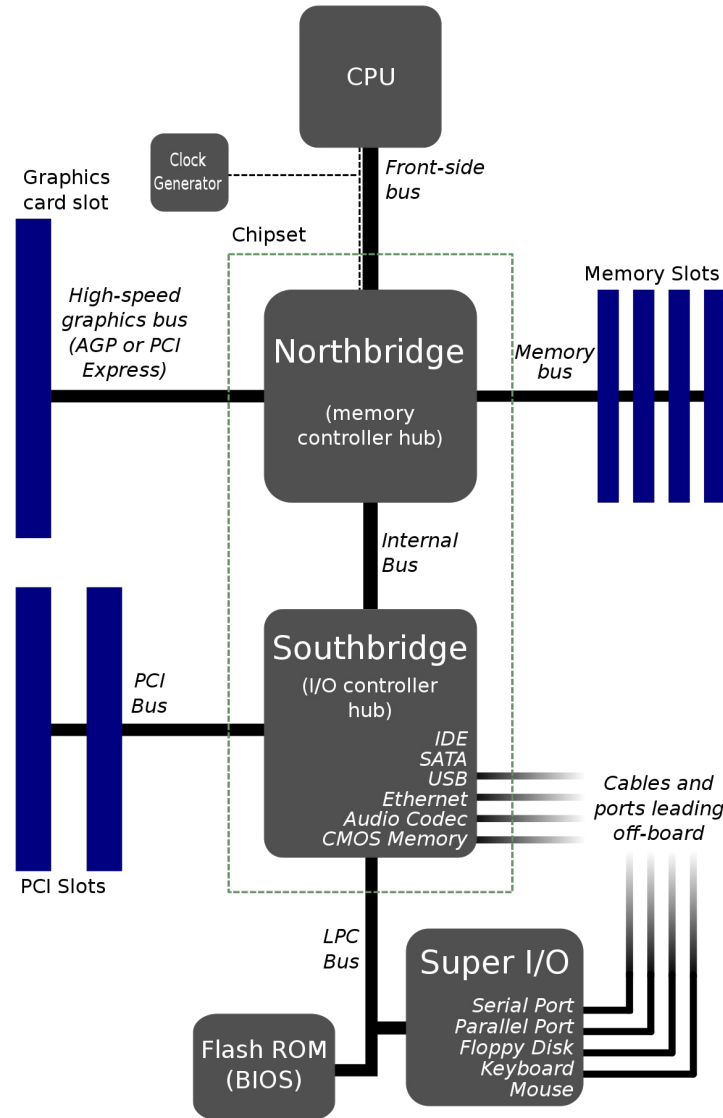 CPU
Clock
Generator
Front-side
bus
Graphics
card slot
Chipset
High-speed
graphics bus
(AGP or PCI
Express)
Northbridge
(memory
controller hub)
Memory
bus
Memory Slots
Internal
Bus
Southbridge
(I/O controller
hub)
IDE
SATA
USB
Ethernet
Audio Codec
CMOS Memory
PCI
Bus
PCI Slots
Cables and
ports leading
off-board
LPC
Bus
Super I/O
Serial Port
Parallel Port
Floppy Disk
Keyboard
Mouse
Flash ROM
(BIOS)